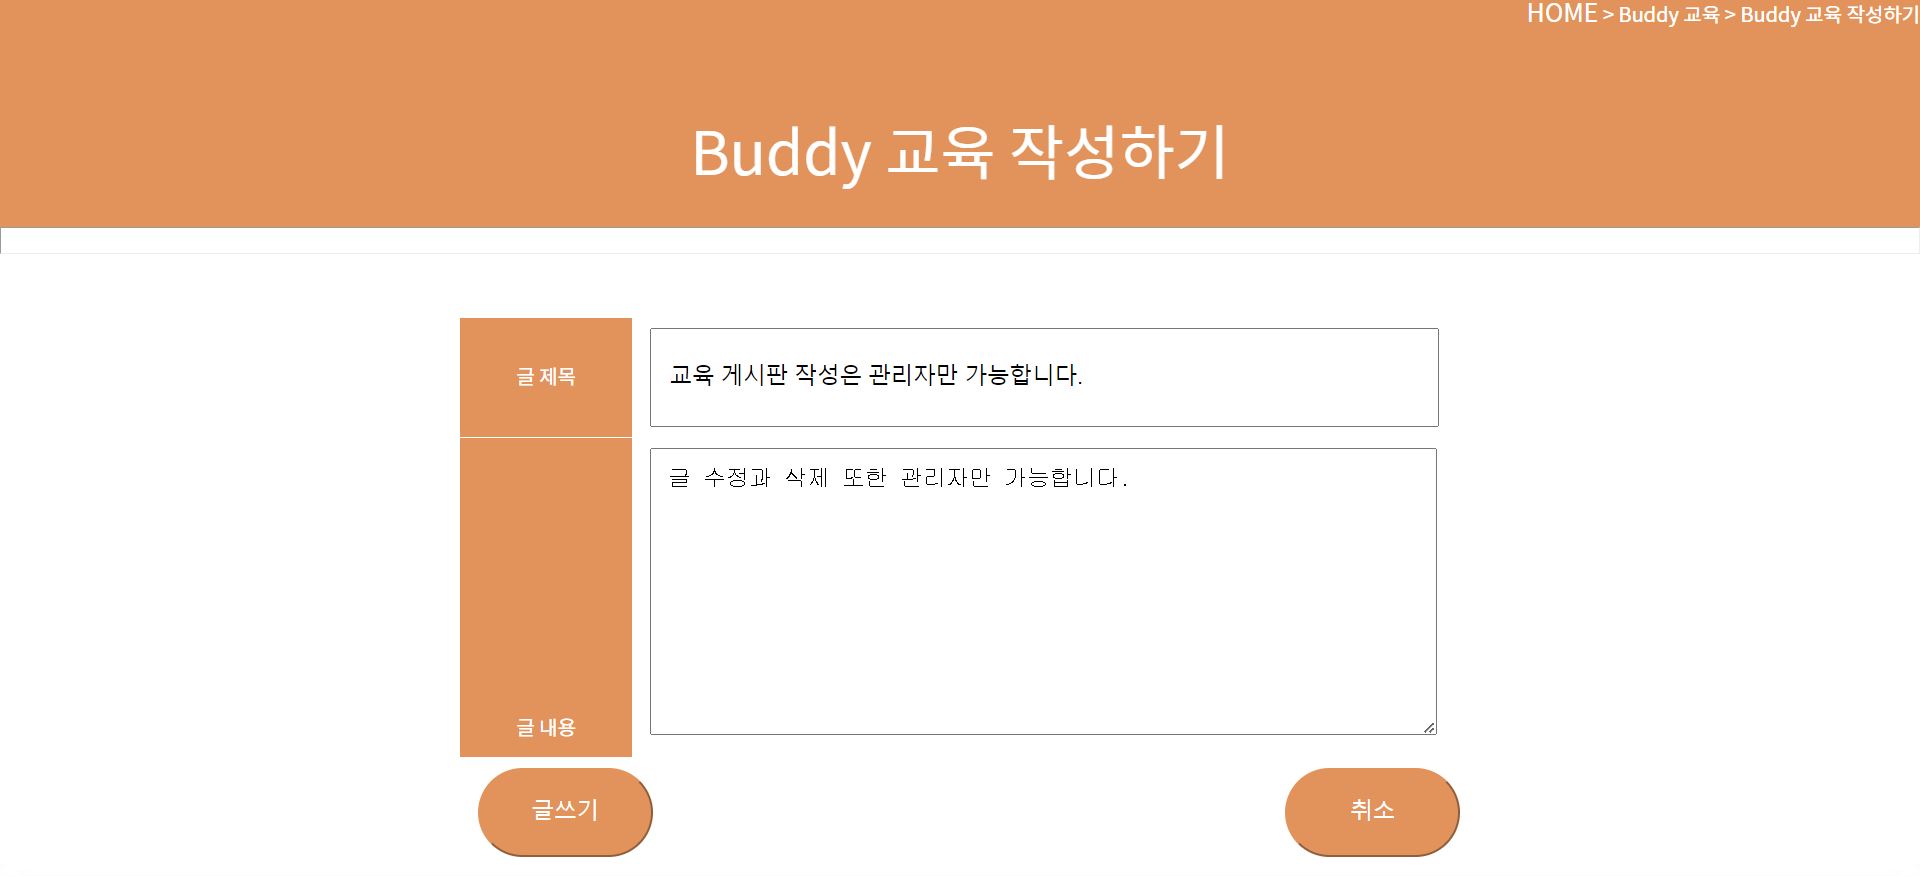 HOME > Buddy 교육 > Buddy 교육 작성하기
Buddy 교육 작성하기
글 제목
교육 게시판 작성은 관리자만 가능합니다.
글 수정과 삭제 또한 관리자만 가능합니다.
글 내용
글쓰기
취소